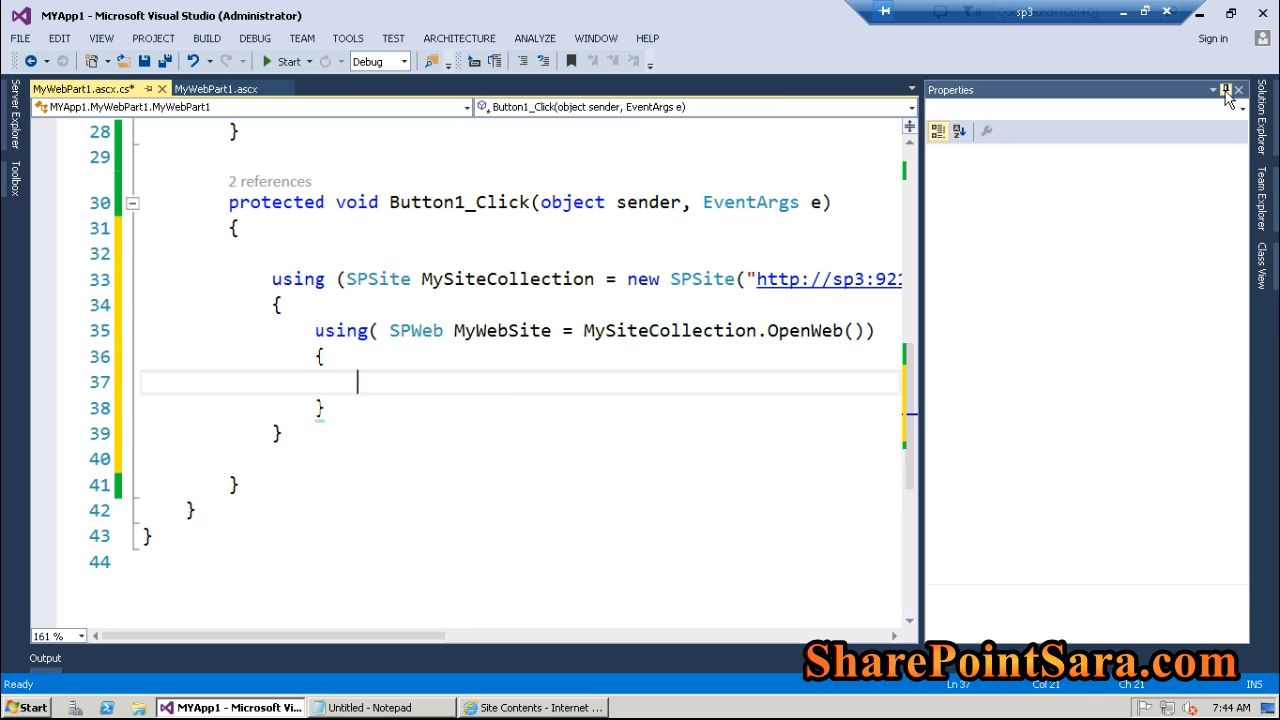 MYApp1 - Microsoft Visual Studio (Administrator)
sp3
FILE EDIT VIEW PROJECT BUILD DEBUG TEAM TOOLS TEST ARCHITECTURE ANALYZE WINDOW HELP
Sign in
Start
Debug
MyWebPart1.ascx.cs*
MyWebPart1.ascx
Properties
MYApp1.MyWebPart1.MyWebPart1
Button1_Click(object sender, EventArgs e)
Server Explorer
Toolbox
Solution Explorer
Team Explorer
Class View
28 }
29
2 references
30 protected void Button1_Click(object sender, EventArgs e)
31 {
32
33 using (SPSite MySiteCollection = new SPSite("http://sp3:921
34 {
35 using( SPWeb MyWebSite = MySiteCollection.OpenWeb())
36 {
37
38 }
39 }
40
41 }
42 }
43 }
44
161 %
Output
SharePointSara.com
Ready
Ln 37
Col 21
Ch 21
INS
Start
MYApp1 - Microsoft Vi...
Untitled - Notepad
Site Contents - Internet ...
7:44 AM